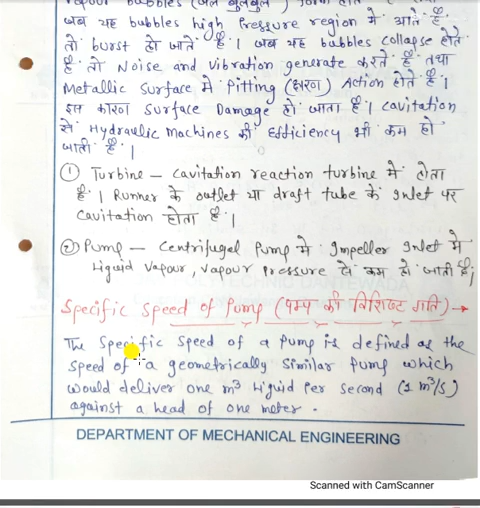 vapour bubbles (जल बुलबुले)
जब यह bubbles high Pressure region मे आते है
तो burst हो जाते है। जब यह bubbles collapse होते
है तो Noise and Vibration generate करते है तथा
Metallic Surface मे Pitting (क्षरण) Action होते है।
इस कारण Surface Damage हो जाता है। Cavitation
से Hydraulic Machines की Efficiency भी कम हो
जाती है।
① Turbine – Cavitation reaction turbine मे होता
है। Runner के outlet या draft tube के Inlet पर
Cavitation होता है।
② Pump – Centrifugel Pump मे Impeller Inlet मे
Liquid Vapour, Vapour Pressure से कम हो जाती है।
Specific Speed of Pump (पम्प की विशिष्ट गति) →
The Specific Speed of a Pump is defined as the
Speed of a geometrically Similar Pump which
would deliver one m³ Liquid Per Second (1 m³/s)
against a head of one meter.
DEPARTMENT OF MECHANICAL ENGINEERING
Scanned with CamScanner